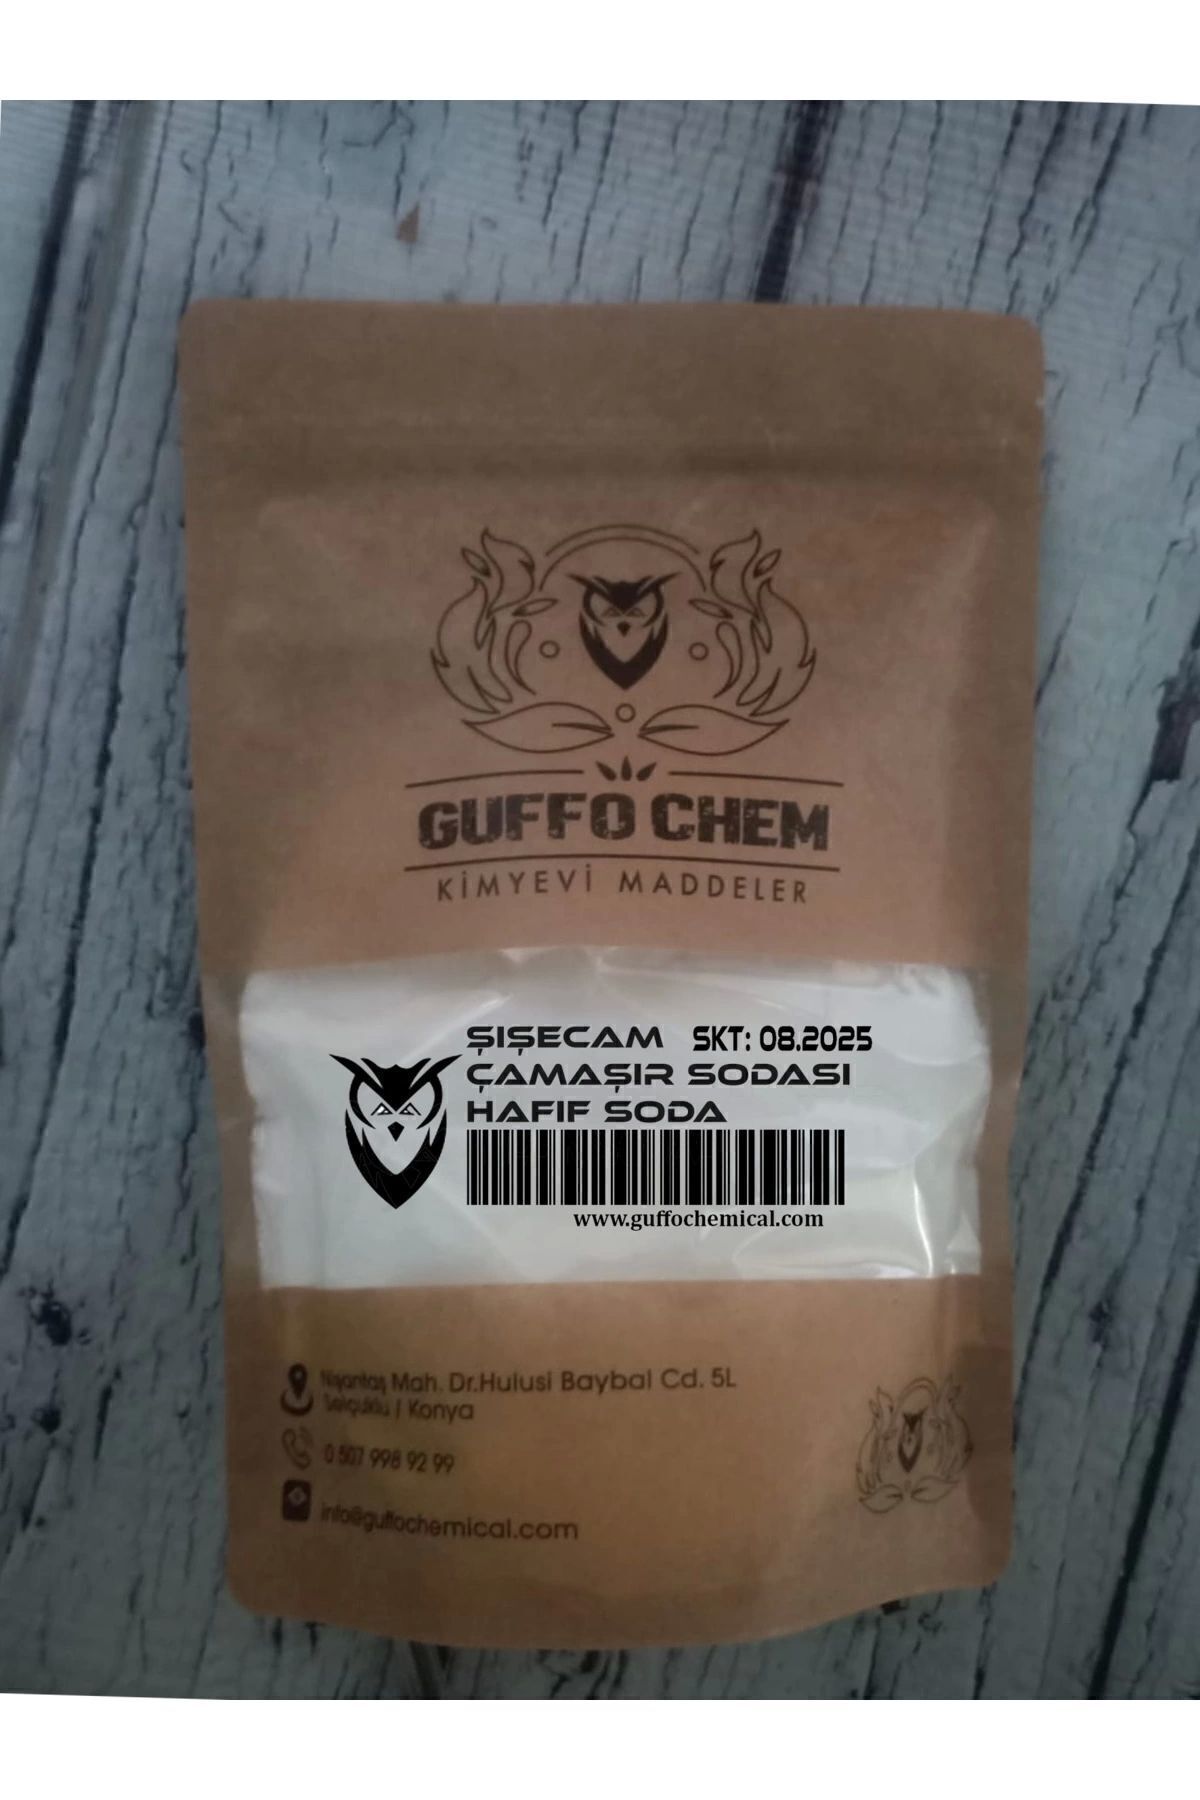 GUFFO CHEM
KİMYEVİ MADDELER
ŞIŞECAM SKT: 08.2025
ÇAMAŞIR SODASI
HAFIF SODA
www.guffochemical.com
Nişantaş Mah. Dr.Hulusi Baybal Cd. 5L
Selçuklu / Konya
0 507 998 92 99
info@guffochemical.com